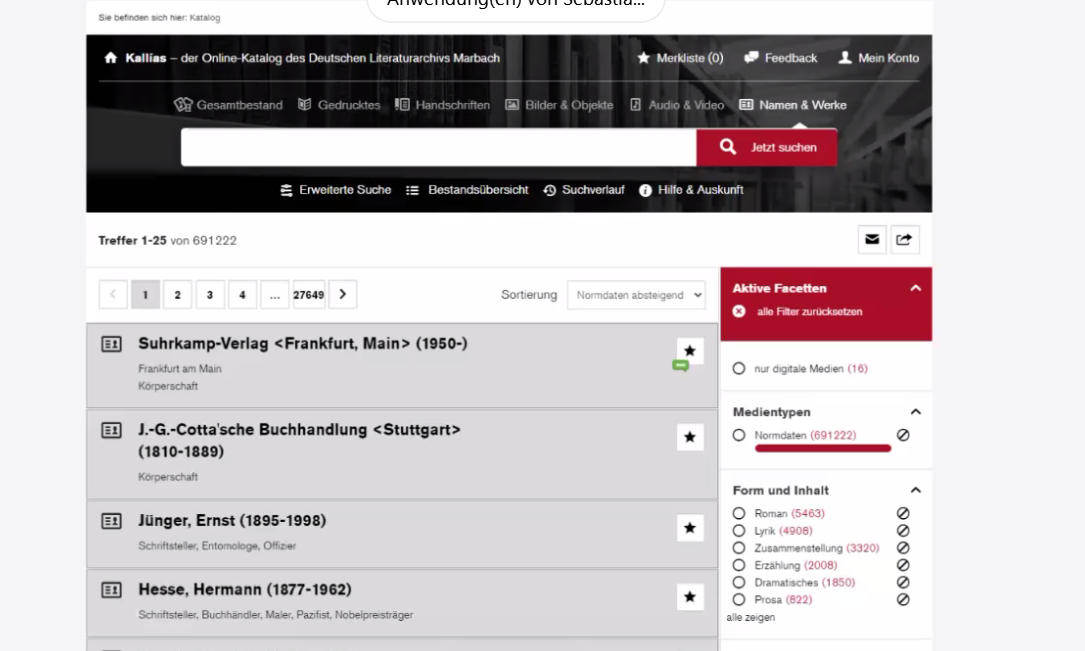 Anwendung(en) von Sebastia...
Sie befinden sich hier: Katalog
Kallías – der Online-Katalog des Deutschen Literaturarchivs Marbach
Merkliste (0) Feedback Mein Konto
Gesamtbestand Gedrucktes Handschriften Bilder & Objekte Audio & Video Namen & Werke
Jetzt suchen
Erweiterte Suche Bestandsübersicht Suchverlauf Hilfe & Auskunft
Treffer 1-25 von 691222
1 2 3 4 ... 27649
Sortierung Normdaten absteigend
Suhrkamp-Verlag <Frankfurt, Main> (1950-)
Frankfurt am Main
Körperschaft
J.-G.-Cotta'sche Buchhandlung <Stuttgart>
(1810-1889)
Körperschaft
Jünger, Ernst (1895-1998)
Schriftsteller, Entomologe, Offizier
Hesse, Hermann (1877-1962)
Schriftsteller, Buchhändler, Maler, Pazifist, Nobelpreisträger
Aktive Facetten
alle Filter zurücksetzen
nur digitale Medien (16)
Medientypen
Normdaten (691222)
Form und Inhalt
Roman (5463)
Lyrik (4908)
Zusammenstellung (3320)
Erzählung (2008)
Dramatisches (1850)
Prosa (822)
alle zeigen